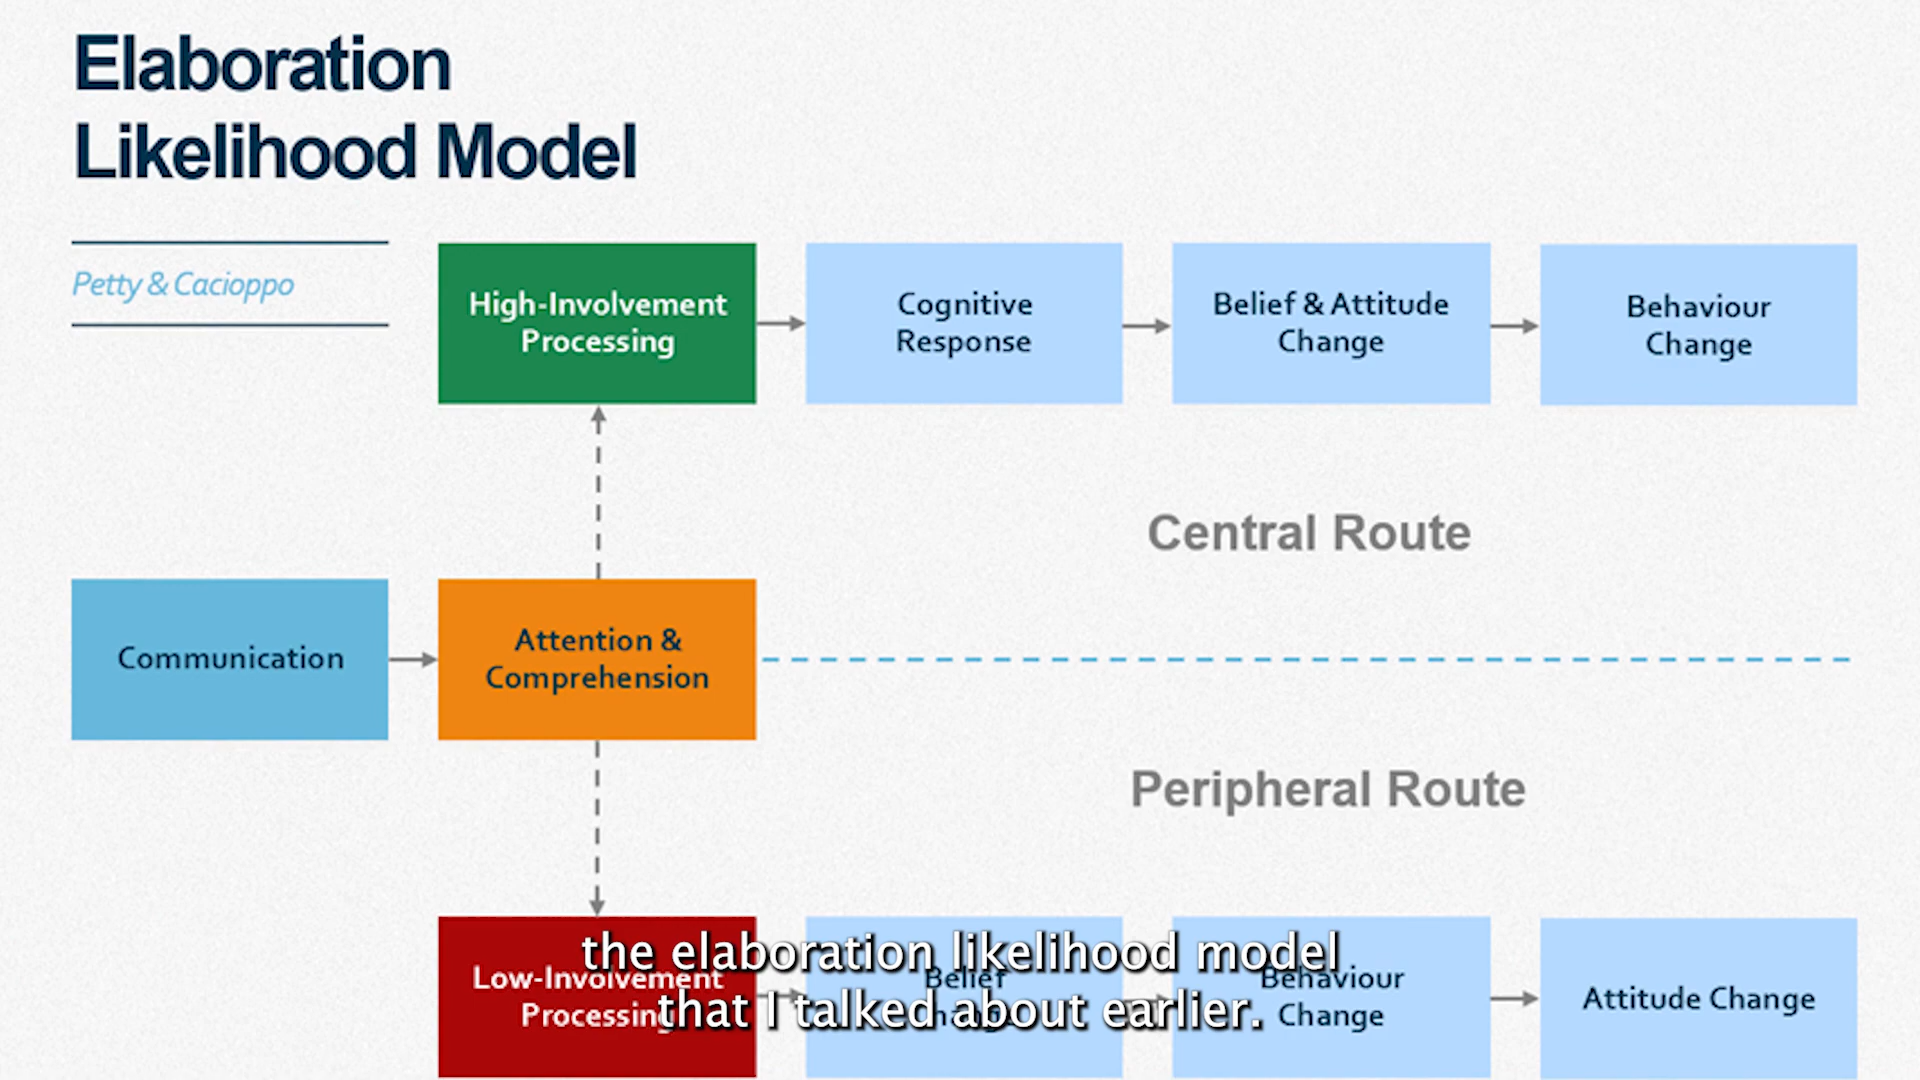 Elaboration
Likelihood Model
Petty & Cacioppo
High-Involvement
Processing
Cognitive
Response
Belief & Attitude
Change
Behaviour
Change
Central Route
Communication
Attention &
Comprehension
Peripheral Route
Low-Involvement
Processing
Belief
Behaviour
Change
Attitude Change
the elaboration likelihood model
that I talked about earlier.